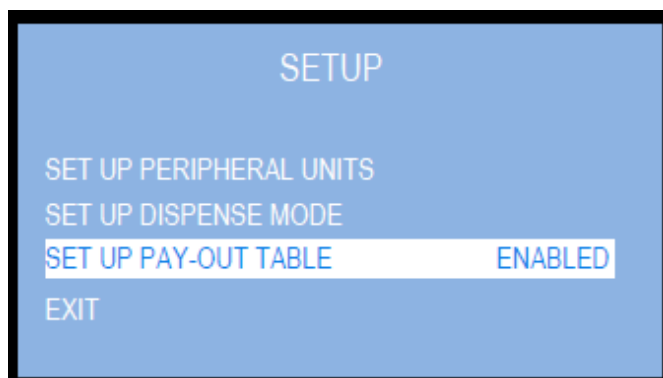 SETUP
SET UP PERIPHERAL UNITS
SET UP DISPENSE MODE
SET UP PAY-OUT TABLE ENABLED
EXIT